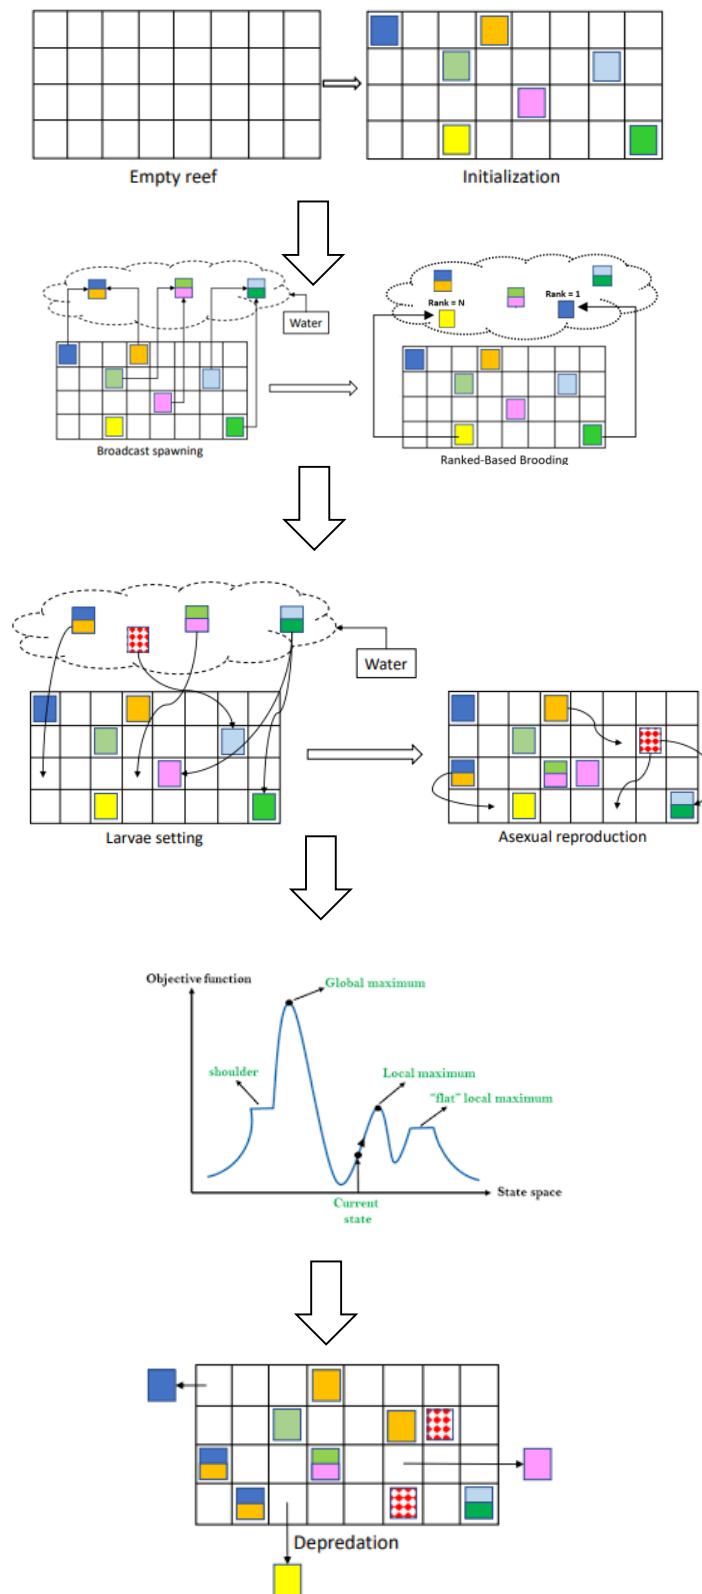 Empty reef
Initialization
Water
Broadcast spawning
Rank = N
Rank = 1
Ranked-Based Brooding
Water
Larvae setting
Asexual reproduction
Objective function
Global maximum
shoulder
Local maximum
"flat" local maximum
Current
state
State space
Depredation